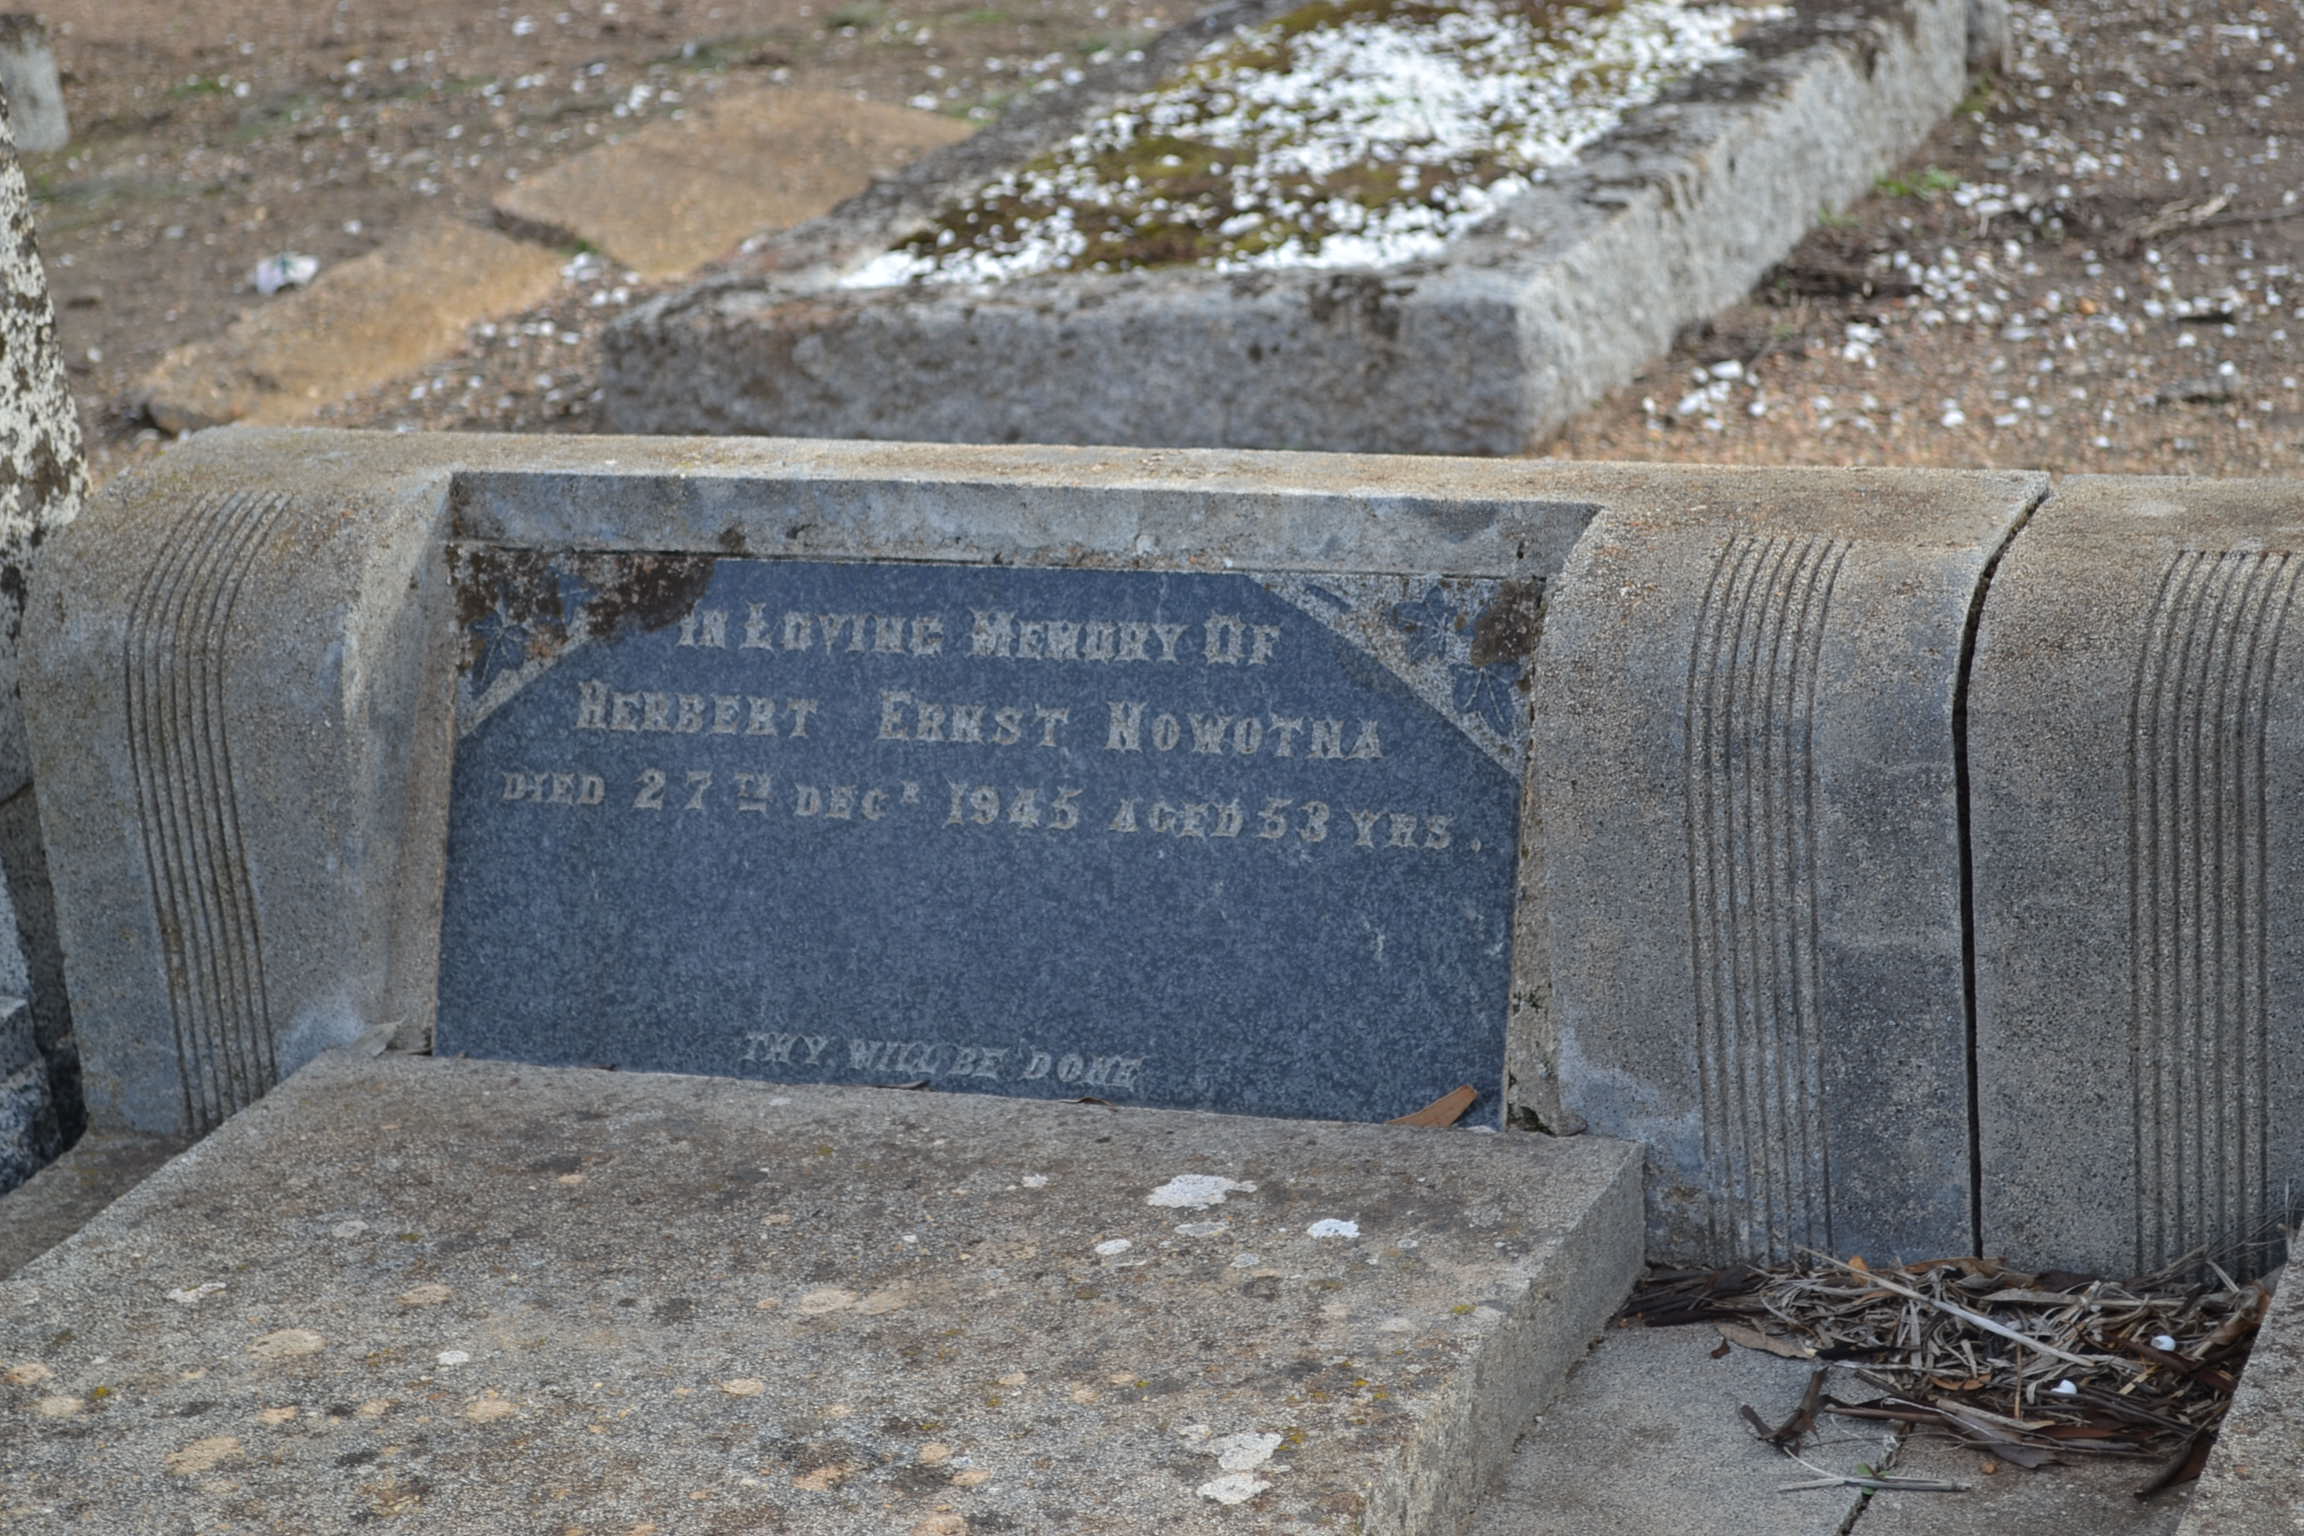 IN LOVING MEMORY OF
HERBERT ERNST NOWOTNA
DIED 27TH DECR 1945 AGED 53 YRS.
THY WILL BE DONE